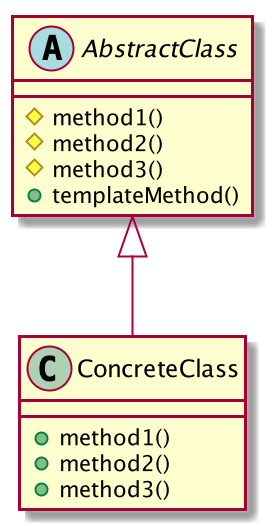 A AbstractClass
method1()
method2()
method3()
templateMethod()
C ConcreteClass
method1()
method2()
method3()